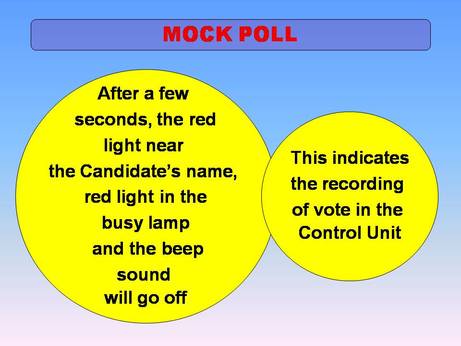 MOCK POLL
After a few
seconds, the red
light near
the Candidate's name,
red light in the
busy lamp
and the beep
sound
will go off
This indicates
the recording
of vote in the
Control Unit